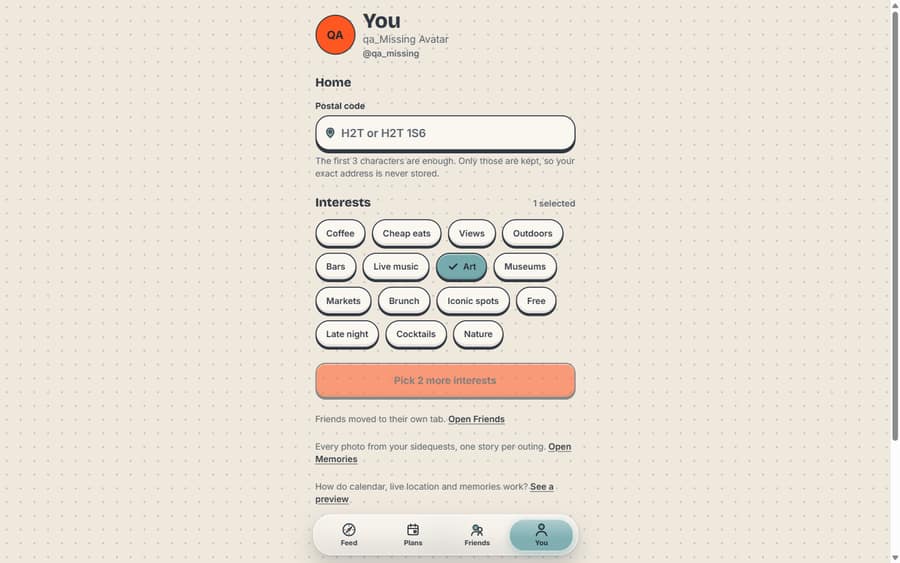 QA
You
qa_Missing Avatar
@qa_missing
Home
Postal code
H2T or H2T 1S6
The first 3 characters are enough. Only those are kept, so your
exact address is never stored.
Interests
1 selected
Coffee
Cheap eats
Views
Outdoors
Bars
Live music
Art
Museums
Markets
Brunch
Iconic spots
Free
Late night
Cocktails
Nature
Pick 2 more interests
Friends moved to their own tab. Open Friends
Every photo from your sidequests, one story per outing. Open
Memories
How do calendar, live location and memories work? See a
preview
Feed
Plans
Friends
You